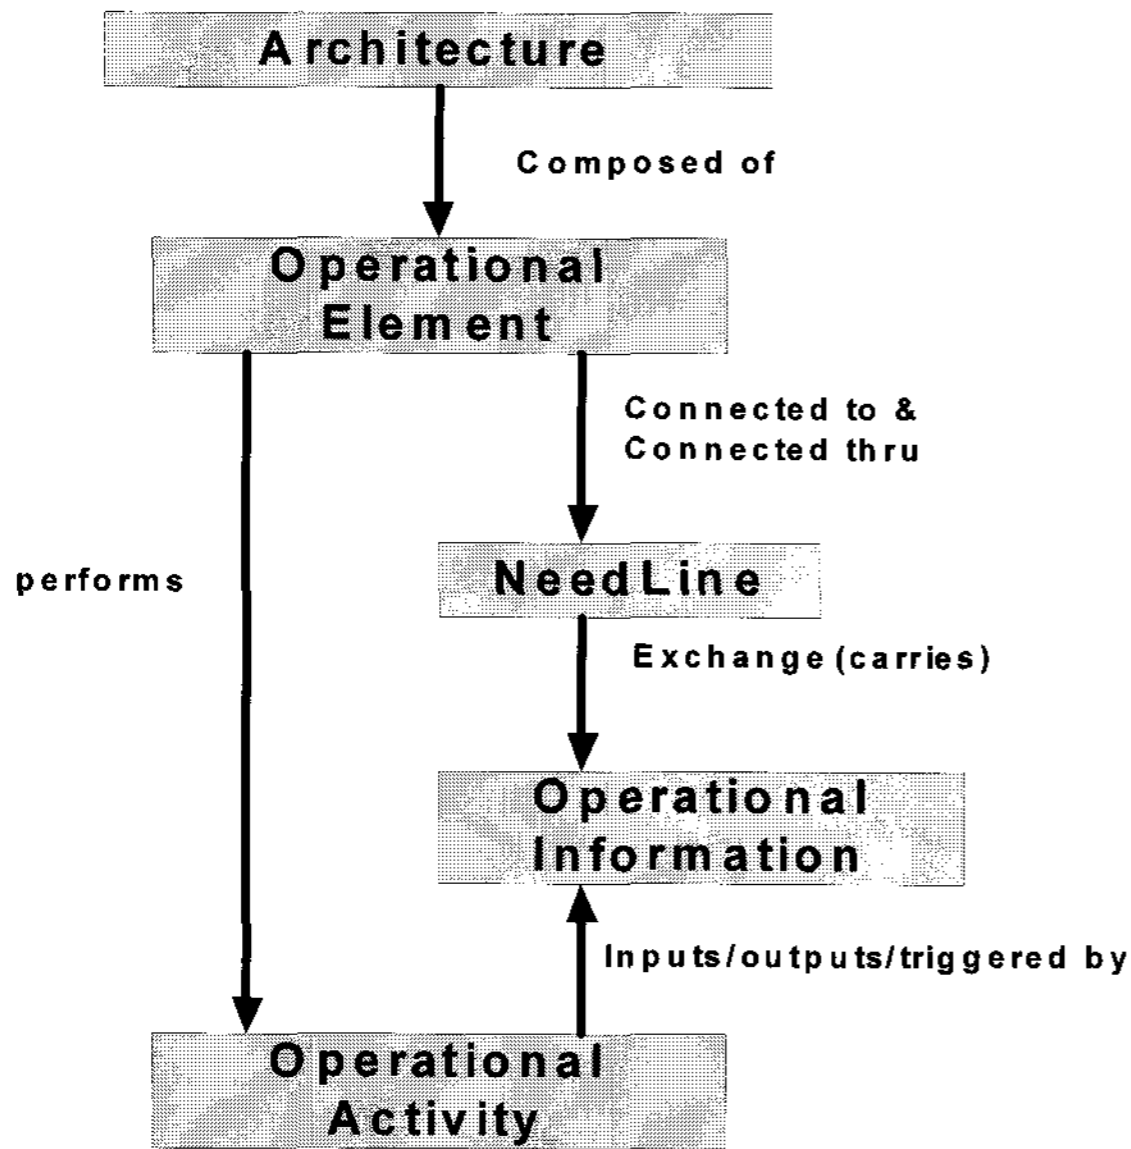 Architecture
Composed of
Operational
Element
Connected to &
Connected thru
performs
NeedLine
Exchange (carries)
Operational
Information
Inputs/outputs/triggered by
Operational
Activity